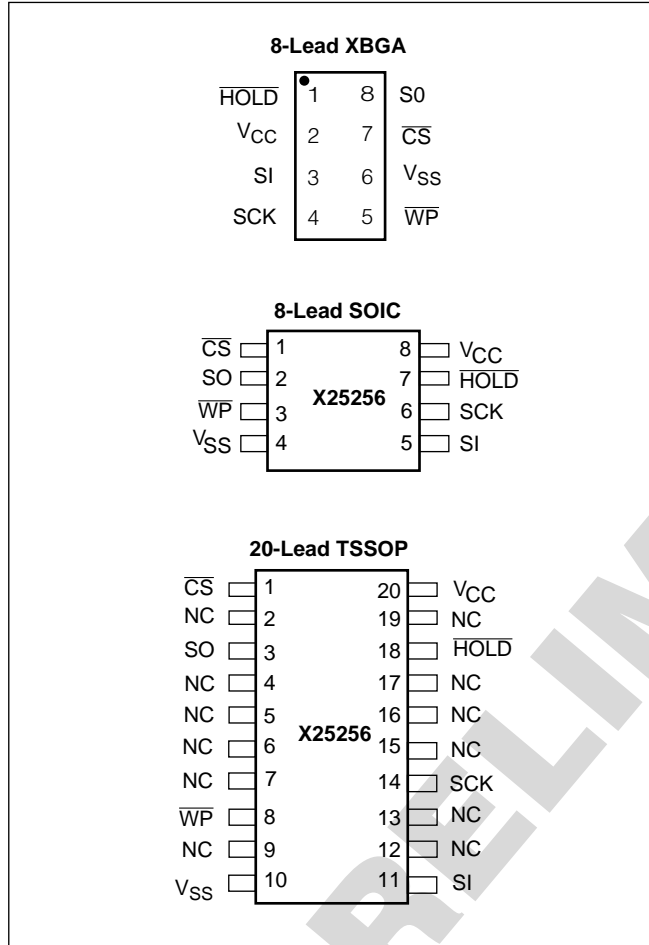 8-Lead XBGA
HOLD 1 8 S0
VCC 2 7 CS
SI 3 6 VSS
SCK 4 5 WP
8-Lead SOIC
CS 1 8 VCC
SO 2 7 HOLD
X25256
WP 3 6 SCK
VSS 4 5 SI
20-Lead TSSOP
CS 1 20 VCC
NC 2 19 NC
SO 3 18 HOLD
NC 4 17 NC
NC 5 16 NC
X25256
NC 6 15 NC
NC 7 14 SCK
WP 8 13 NC
NC 9 12 NC
VSS 10 11 SI
RELIM